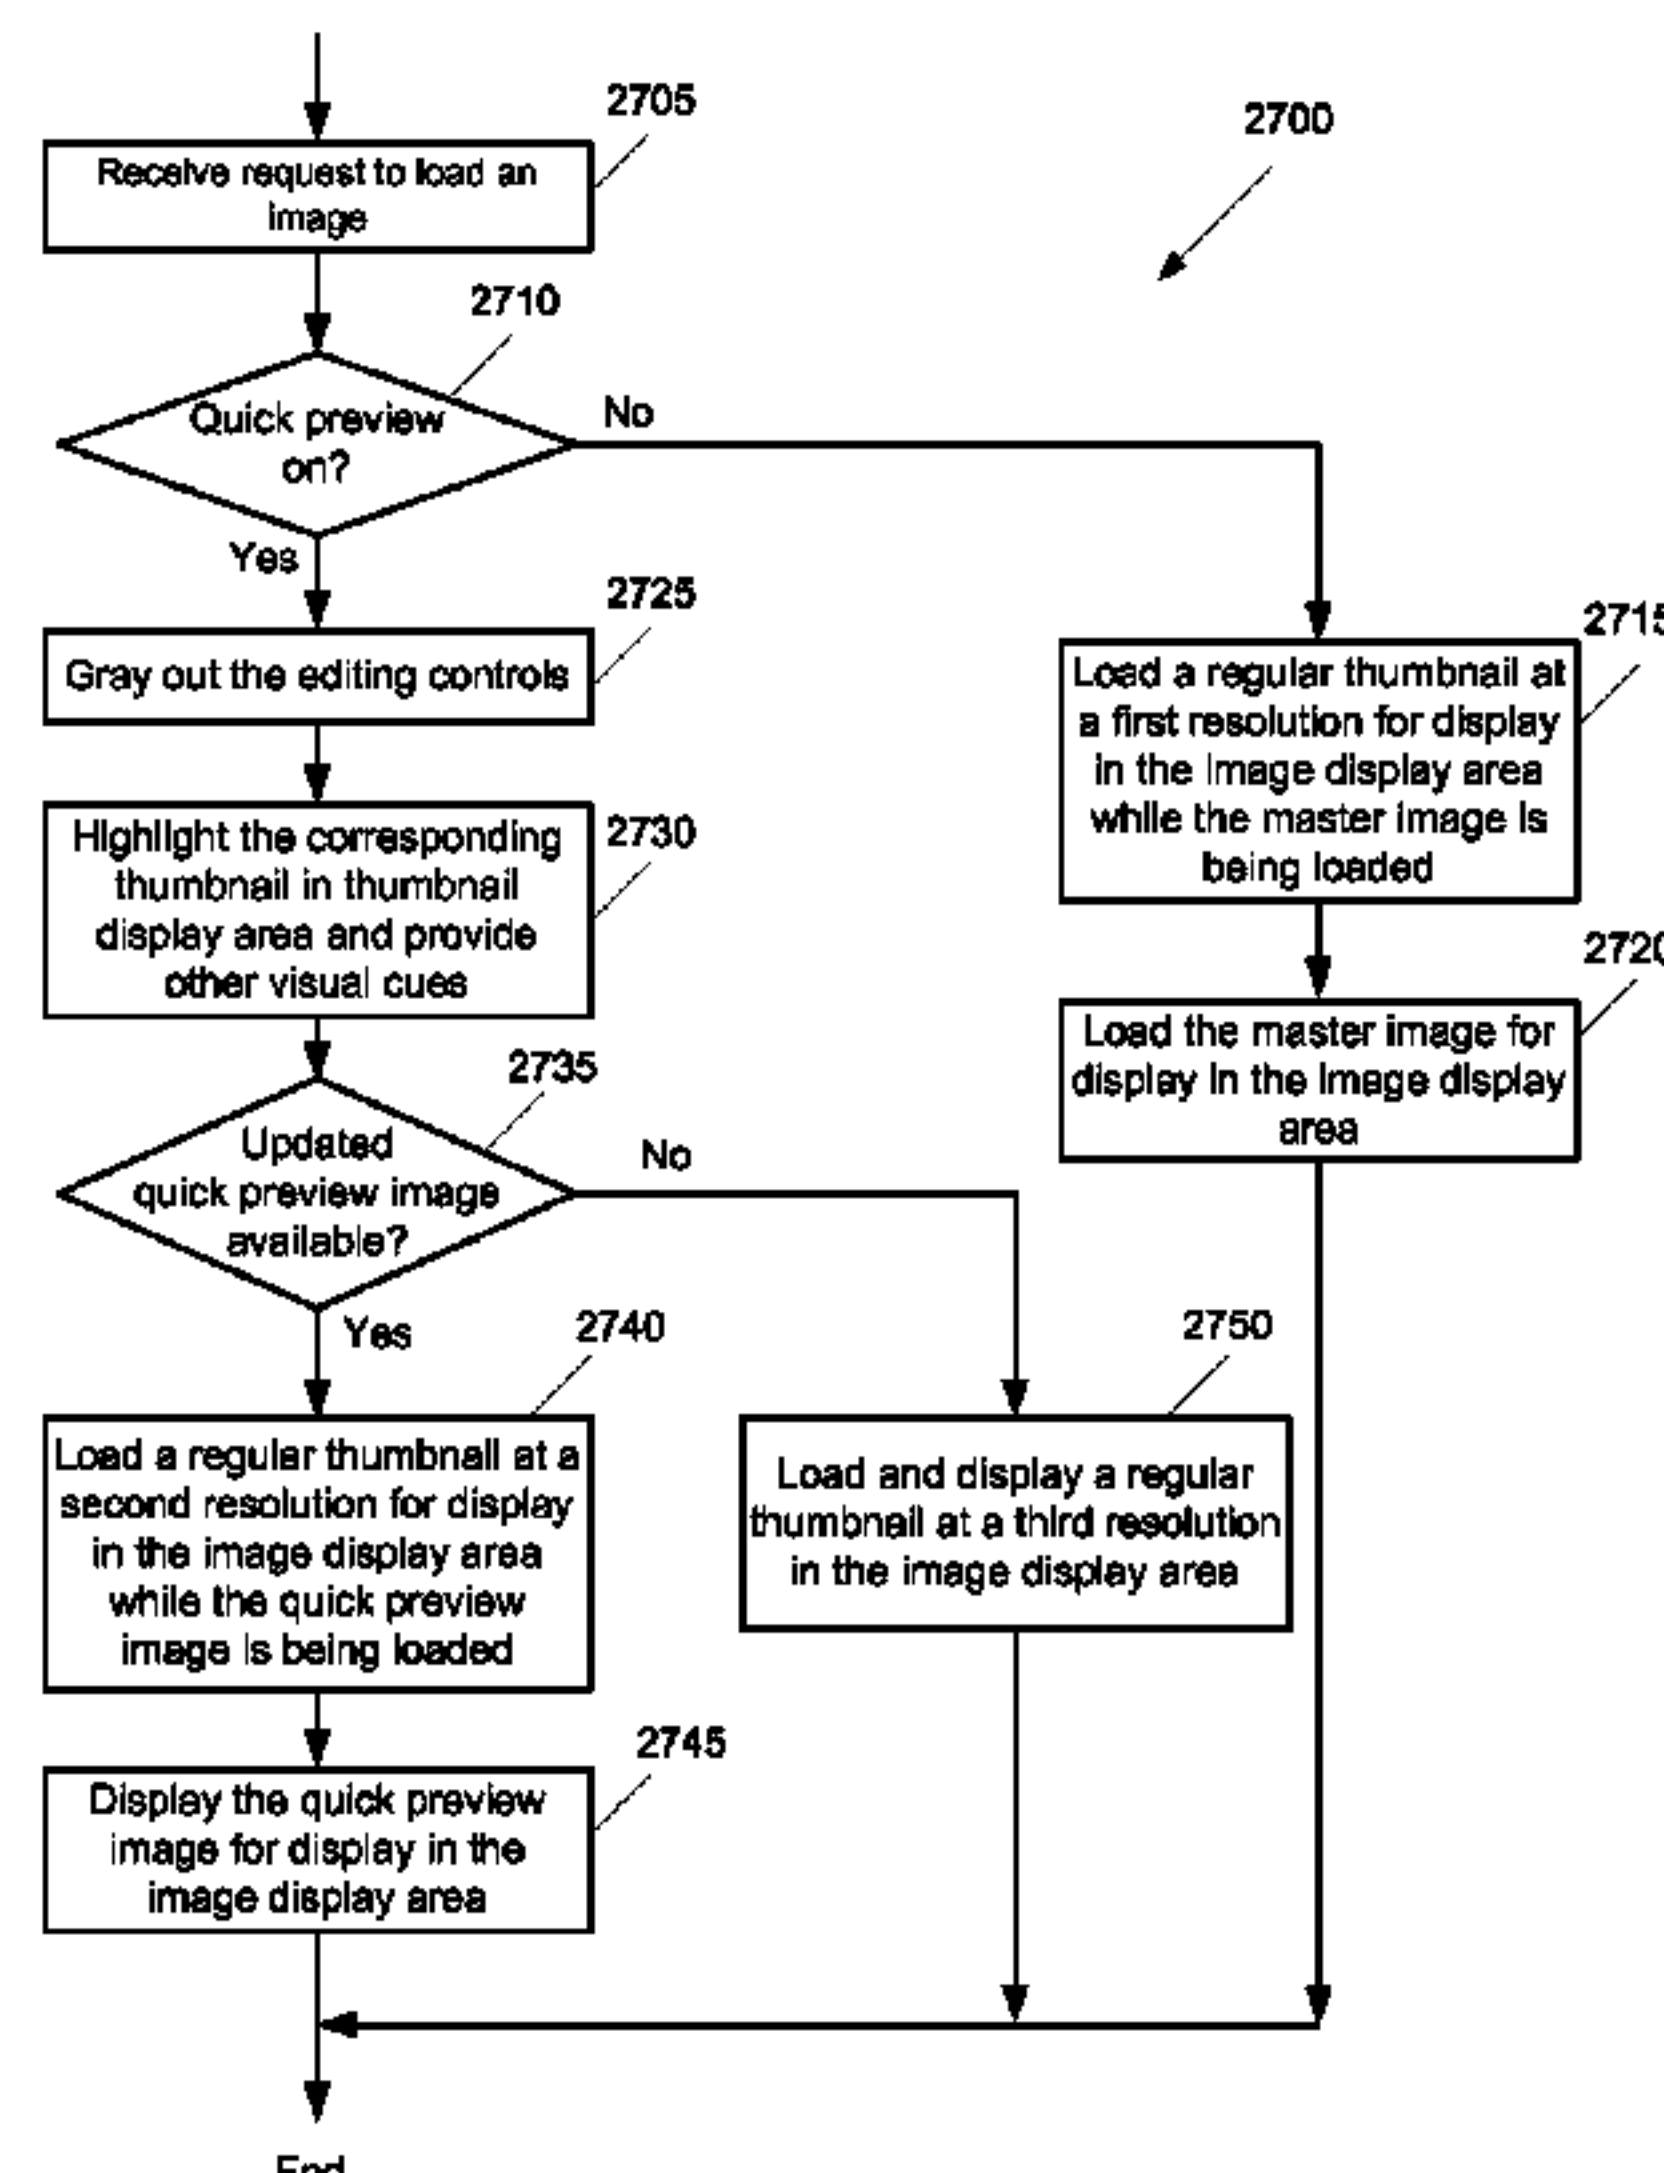 2705
2700
Receive request to load an
image
2710
Quick preview
on?
No
Yes
2725
Gray out the editing controls
2715
Load a regular thumbnail at
a first resolution for display
in the image display area
while the master image is
being loaded
2730
Highlight the corresponding
thumbnail in thumbnail
display area and provide
other visual cues
2720
Load the master image for
display in the image display
area
2735
Updated
quick preview image
available?
No
Yes
2740
2750
Load a regular thumbnail at a
second resolution for display
in the image display area
while the quick preview
image is being loaded
Load and display a regular
thumbnail at a third resolution
in the image display area
2745
Display the quick preview
image for display in the
image display area
End